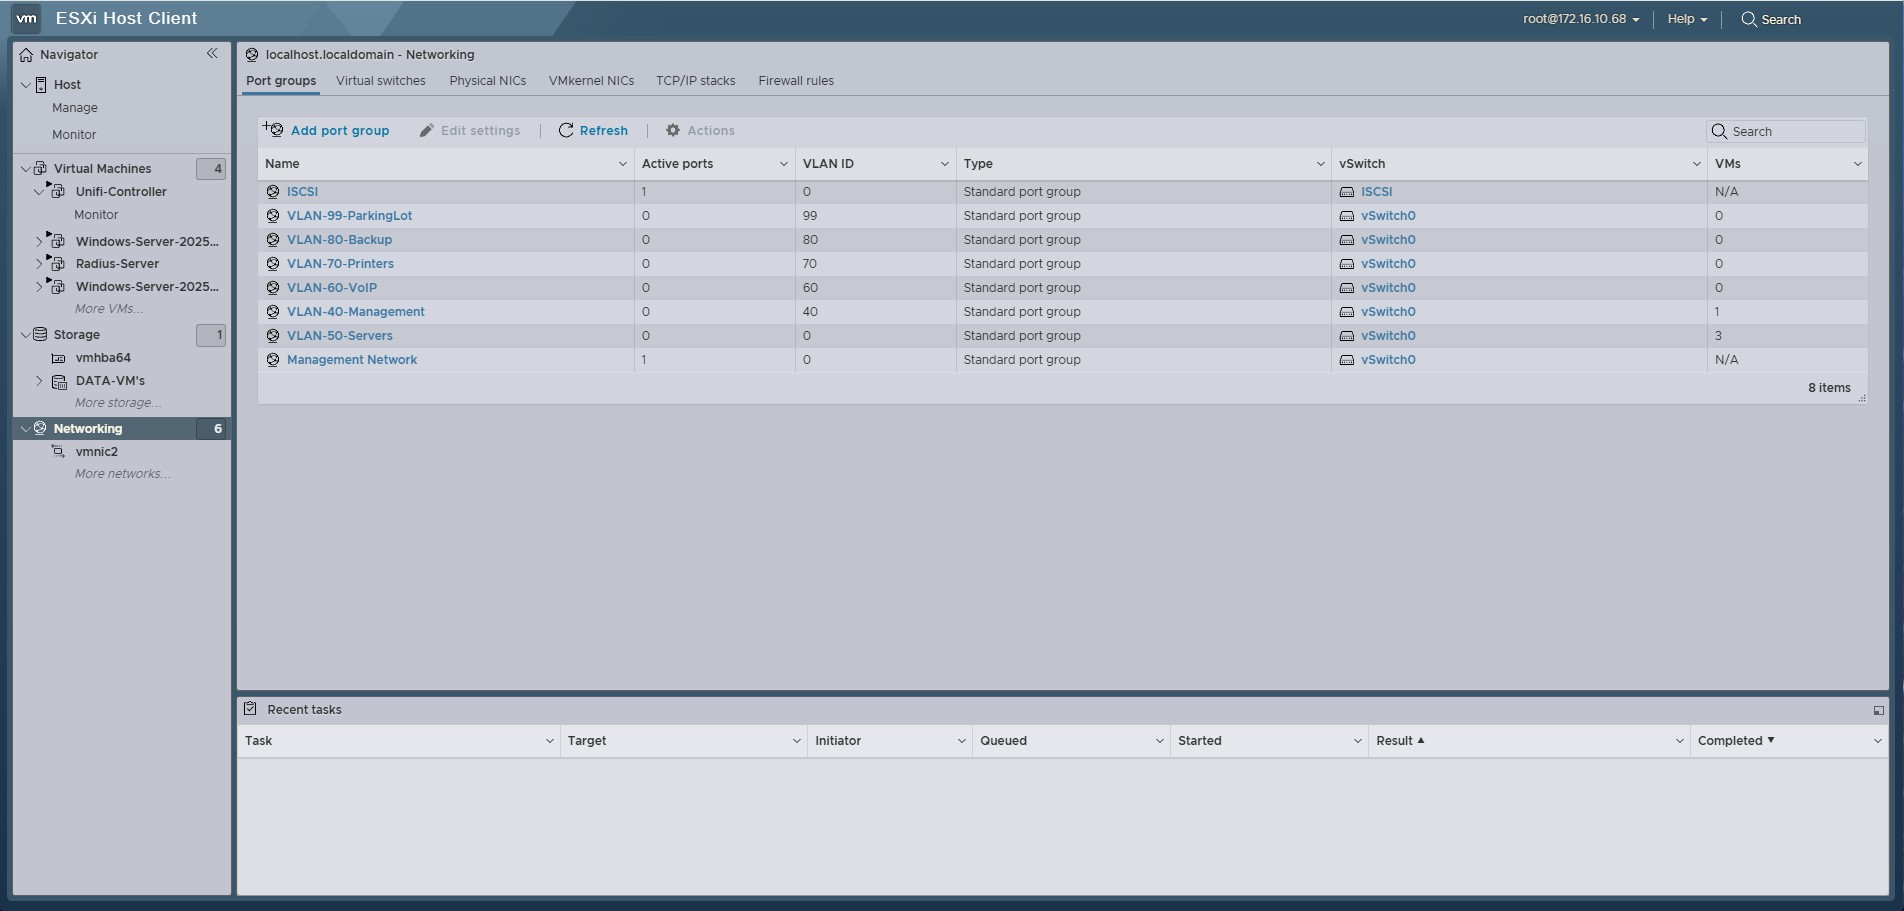 vm ESXi Host Client root@172.16.10.68 Help Search
Navigator
Host
Manage
Monitor
Virtual Machines 4
Unifi-Controller
Monitor
Windows-Server-2025...
Radius-Server
Windows-Server-2025...
More VMs...
Storage 1
vmhba64
DATA-VM's
More storage...
Networking 6
vmnic2
More networks...
localhost.localdomain - Networking
Port groups Virtual switches Physical NICs VMkernel NICs TCP/IP stacks Firewall rules
Add port group Edit settings | Refresh | Actions Search
Name Active ports VLAN ID Type vSwitch VMs
ISCSI 1 0 Standard port group ISCSI N/A
VLAN-99-ParkingLot 0 99 Standard port group vSwitch0 0
VLAN-80-Backup 0 80 Standard port group vSwitch0 0
VLAN-70-Printers 0 70 Standard port group vSwitch0 0
VLAN-60-VoIP 0 60 Standard port group vSwitch0 0
VLAN-40-Management 0 40 Standard port group vSwitch0 1
VLAN-50-Servers 0 0 Standard port group vSwitch0 3
Management Network 1 0 Standard port group vSwitch0 N/A
8 items
Recent tasks
Task Target Initiator Queued Started Result ▲ Completed ▼